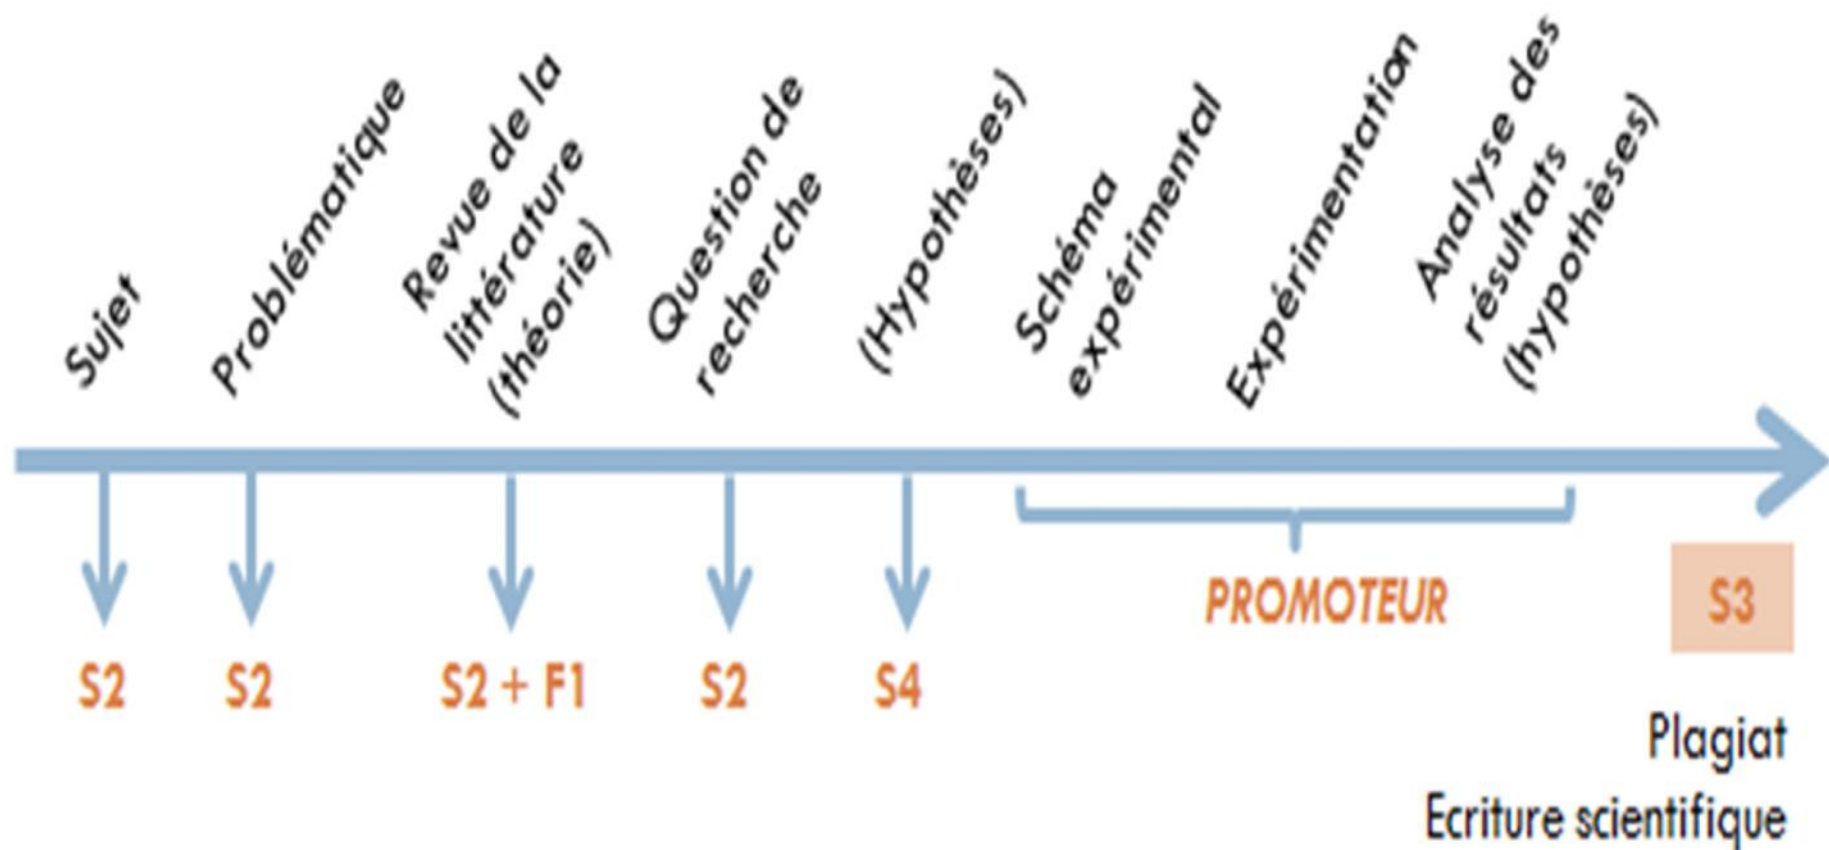 Sujet
Problématique
Revue de la
littérature
(théorie)
Question de
recherche
(Hypothèses)
Schéma
expérimental
Expérimentation
Analyse des
résultats
(hypothèses)
S2
S2
S2 + F1
S2
S4
PROMOTEUR
S3
Plagiat
Ecriture scientifique